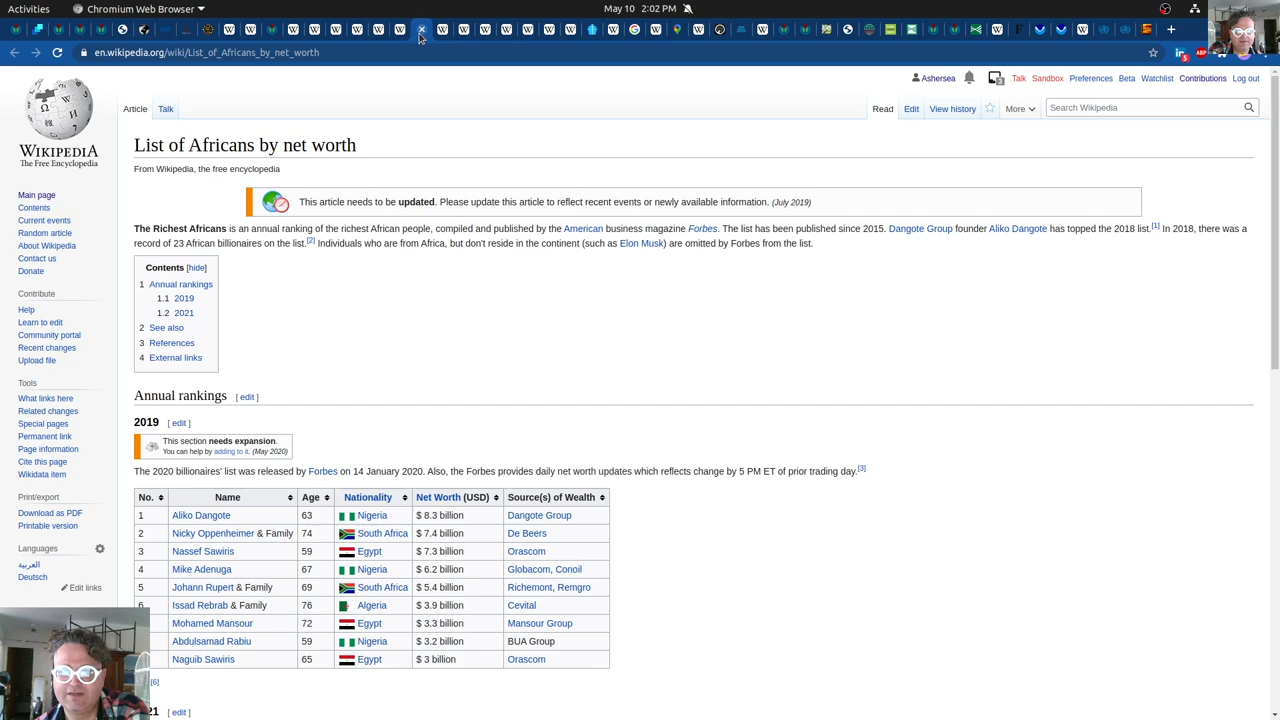 Activities Chromium Web Browser May 10 2:02 PM
en.wikipedia.org/wiki/List_of_Africans_by_net_worth
5 ABP
Ashersea 3 Talk Sandbox Preferences Beta Watchlist Contributions Log out
Article Talk Read Edit View history More Search Wikipedia
WIKIPEDIA
The Free Encyclopedia
Main page
Contents
Current events
Random article
About Wikipedia
Contact us
Donate
Contribute
Help
Learn to edit
Community portal
Recent changes
Upload file
Tools
What links here
Related changes
Special pages
Permanent link
Page information
Cite this page
Wikidata item
Print/export
Download as PDF
Printable version
Languages
العربية
Deutsch
Edit links
List of Africans by net worth
From Wikipedia, the free encyclopedia
This article needs to be updated. Please update this article to reflect recent events or newly available information. (July 2019)
The Richest Africans is an annual ranking of the richest African people, compiled and published by the American business magazine Forbes. The list has been published since 2015. Dangote Group founder Aliko Dangote has topped the 2018 list.[1] In 2018, there was a
record of 23 African billionaires on the list.[2] Individuals who are from Africa, but don't reside in the continent (such as Elon Musk) are omitted by Forbes from the list.
Contents [hide]
1 Annual rankings
1.1 2019
1.2 2021
2 See also
3 References
4 External links
Annual rankings [ edit ]
2019 [ edit ]
This section needs expansion.
You can help by adding to it. (May 2020)
The 2020 billionaires' list was released by Forbes on 14 January 2020. Also, the Forbes provides daily net worth updates which reflects change by 5 PM ET of prior trading day.[3]
No. Name Age Nationality Net Worth (USD) Source(s) of Wealth
1 Aliko Dangote 63 Nigeria $ 8.3 billion Dangote Group
2 Nicky Oppenheimer & Family 74 South Africa $ 7.4 billion De Beers
3 Nassef Sawiris 59 Egypt $ 7.3 billion Orascom
4 Mike Adenuga 67 Nigeria $ 6.2 billion Globacom, Conoil
5 Johann Rupert & Family 69 South Africa $ 5.4 billion Richemont, Remgro
6 Issad Rebrab & Family 76 Algeria $ 3.9 billion Cevital
Mohamed Mansour 72 Egypt $ 3.3 billion Mansour Group
Abdulsamad Rabiu 59 Nigeria $ 3.2 billion BUA Group
Naguib Sawiris 65 Egypt $ 3 billion Orascom
[6]
21 [ edit ]